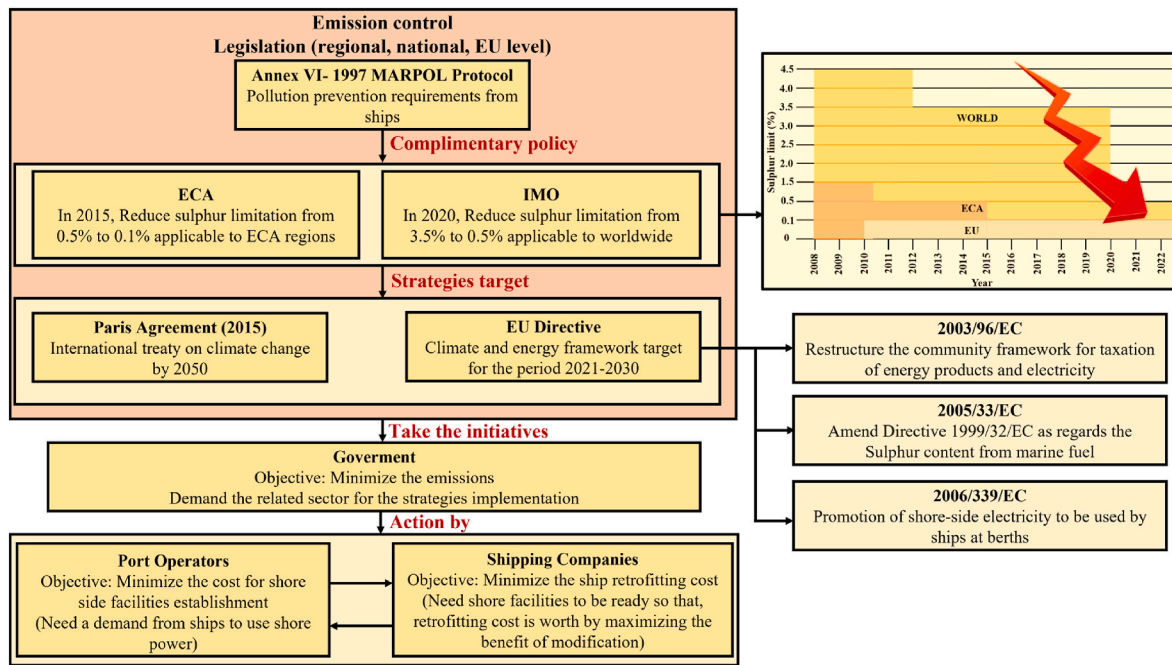 Emission control
Legislation (regional, national, EU level)
Annex VI- 1997 MARPOL Protocol
Pollution prevention requirements from
ships
Complimentary policy
ECA
In 2015, Reduce sulphur limitation from
0.5% to 0.1% applicable to ECA regions
IMO
In 2020, Reduce sulphur limitation from
3.5% to 0.5% applicable to worldwide
Strategies target
Paris Agreement (2015)
International treaty on climate change
by 2050
EU Directive
Climate and energy framework target
for the period 2021-2030
Take the initiatives
Goverment
Objective: Minimize the emissions
Demand the related sector for the strategies implementation
Action by
Port Operators
Objective: Minimize the cost for shore
side facilities establishment
(Need a demand from ships to use shore
power)
Shipping Companies
Objective: Minimize the ship retrofitting cost
(Need shore facilities to be ready so that,
retrofitting cost is worth by maximizing the
benefit of modification)
Sulphur limit (%)
4.5
4.0
3.5
3.0
2.5
2.0
1.5
0.5
0.1
0
WORLD
ECA
EU
2008
2009
2010
2011
2012
2013
2014
2015
2016
2017
2018
2019
2020
2021
2022
Year
2003/96/EC
Restructure the community framework for taxation
of energy products and electricity
2005/33/EC
Amend Directive 1999/32/EC as regards the
Sulphur content from marine fuel
2006/339/EC
Promotion of shore-side electricity to be used by
ships at berths